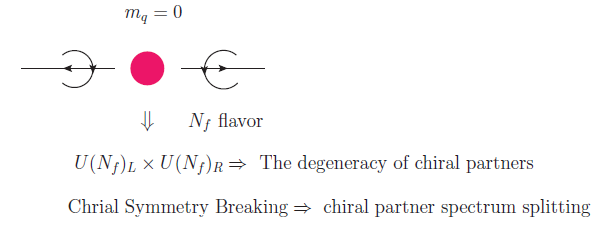 m_q = 0
⇓ N_f flavor
U(N_f)_L × U(N_f)_R ⇒ The degeneracy of chiral partners
Chrial Symmetry Breaking ⇒ chiral partner spectrum splitting